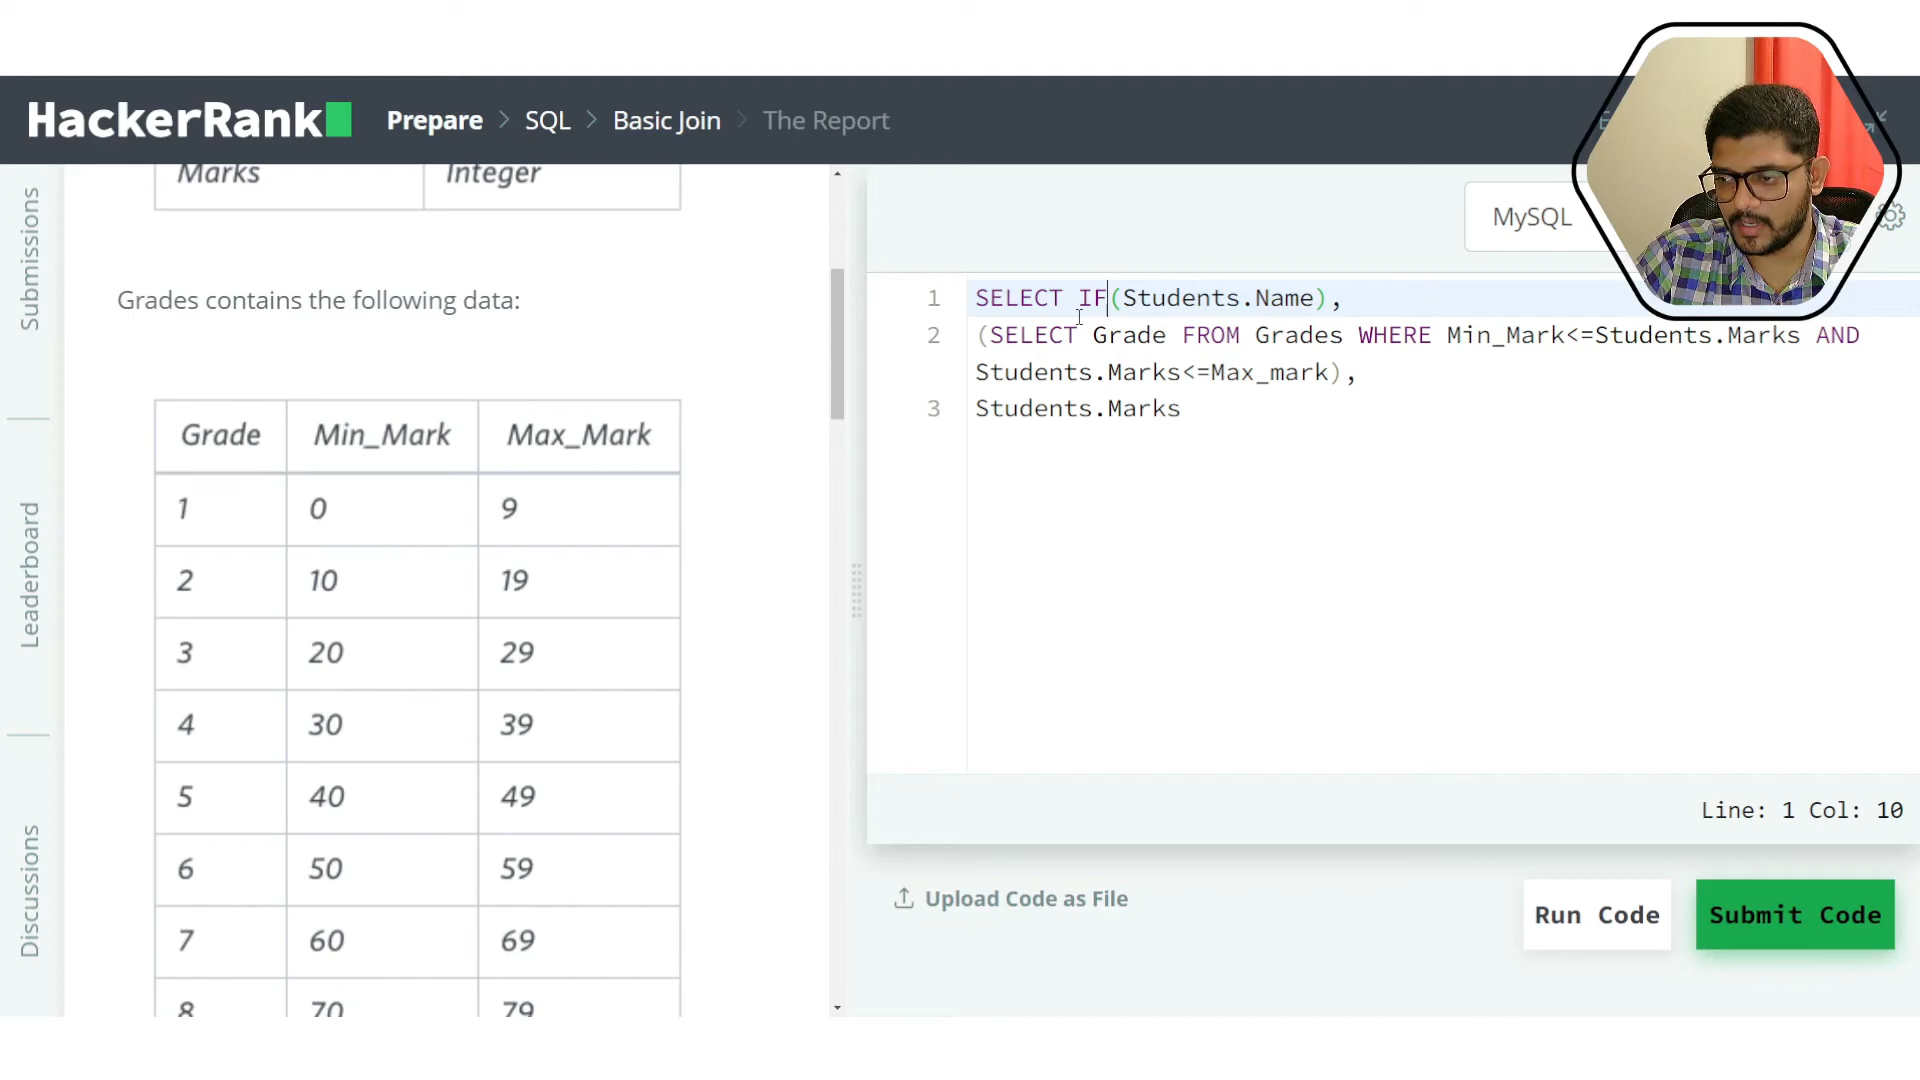 HackerRank
Prepare > SQL > Basic Join > The Report
Marks Integer
Submissions
Leaderboard
Discussions
Grades contains the following data:
Grade Min_Mark Max_Mark
1 0 9
2 10 19
3 20 29
4 30 39
5 40 49
6 50 59
7 60 69
8 70 79
MySQL
1 SELECT IF(Students.Name),
2 (SELECT Grade FROM Grades WHERE Min_Mark<=Students.Marks AND
Students.Marks<=Max_mark),
3 Students.Marks
Line: 1 Col: 10
Upload Code as File
Run Code
Submit Code